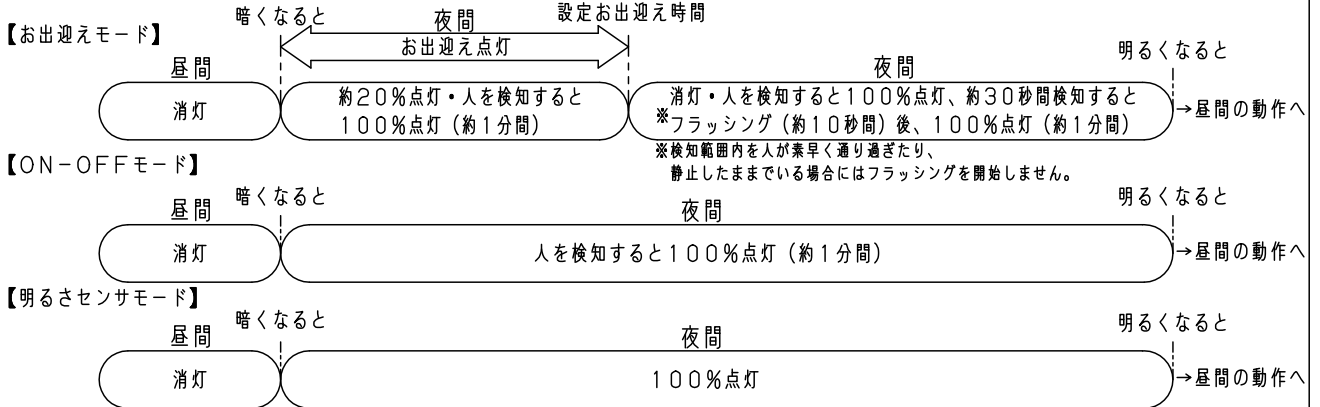 暗くなると 夜間 設定お出迎え時間
【お出迎えモード】
お出迎え点灯
明るくなると
昼間 夜間
消灯
約20%点灯・人を検知すると
100%点灯(約1分間)
消灯・人を検知すると100%点灯、約30秒間検知すると
※フラッシング(約10秒間)後、100%点灯(約1分間)
→昼間の動作へ
※検知範囲内を人が素早く通り過ぎたり、
静止したままでいる場合にはフラッシングを開始しません。
【ON-OFFモード】
昼間 暗くなると 夜間 明るくなると
消灯 人を検知すると100%点灯(約1分間) →昼間の動作へ
【明るさセンサモード】
昼間 暗くなると 夜間 明るくなると
消灯 100%点灯 →昼間の動作へ